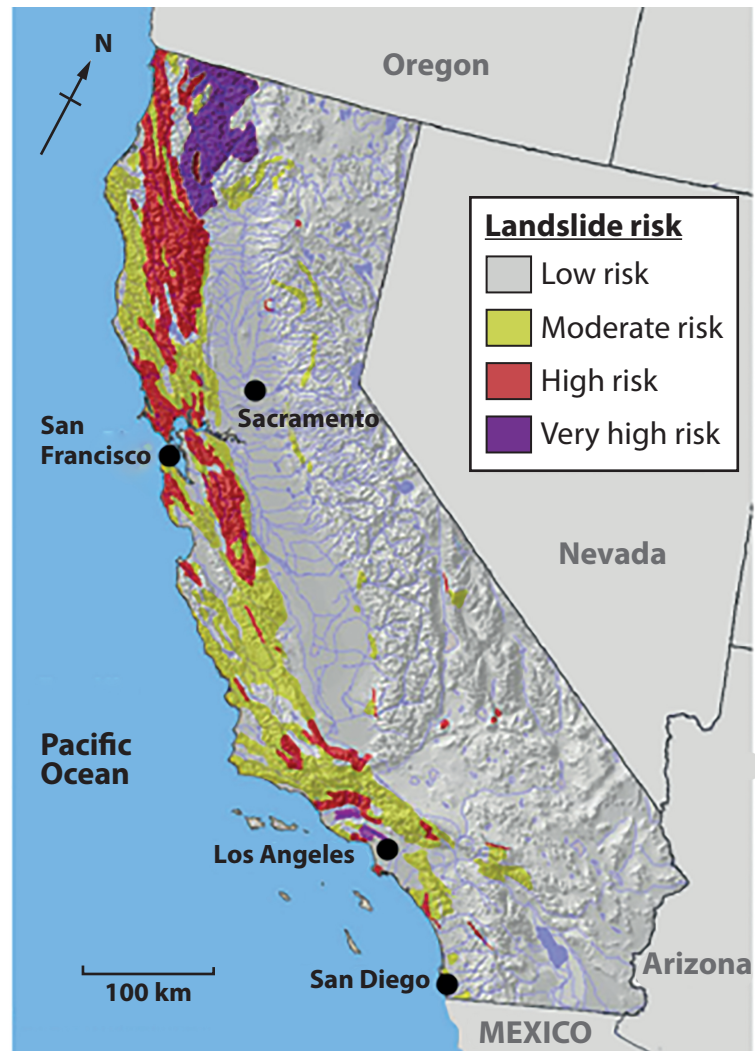 N
Oregon
Landslide risk
Low risk
Moderate risk
High risk
Very high risk
Sacramento
San
Francisco
Nevada
Pacific
Ocean
Los Angeles
100 km
San Diego
Arizona
MEXICO